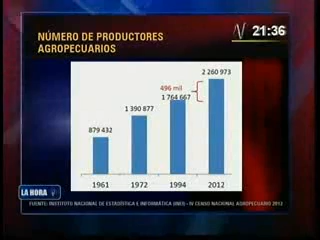 NÚMERO DE PRODUCTORES
AGROPECUARIOS
N
21:36
2 260 973
496 mil
1 764 667
1 390 877
879 432
1961
1972
1994
2012
LA HORA N
FUENTE: INSTITUTO NACIONAL DE ESTADÍSTICA E INFORMÁTICA (INEI) - IV CENSO NACIONAL AGROPECUARIO 2012